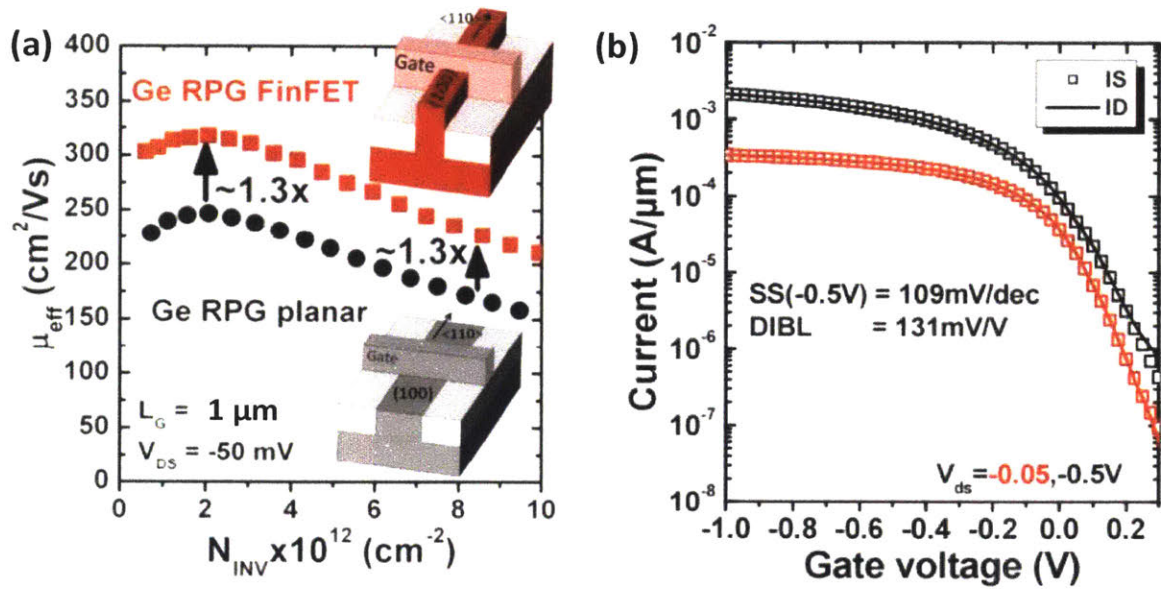 (a)
400
350
300
250
200
150
100
50
0
μeff (cm²/Vs)
Ge RPG FinFET
<110>
Gate
(100)
~1.3x
~1.3x
Ge RPG planar
<110>
Gate
(100)
LG = 1 μm
VDS = -50 mV
0 2 4 6 8 10
NINV x10¹² (cm⁻²)
(b)
10⁻²
10⁻³
10⁻⁴
10⁻⁵
10⁻⁶
10⁻⁷
10⁻⁸
Current (A/μm)
IS
ID
SS(-0.5V) = 109mV/dec
DIBL = 131mV/V
Vds=-0.05,-0.5V
-1.0 -0.8 -0.6 -0.4 -0.2 0.0 0.2
Gate voltage (V)